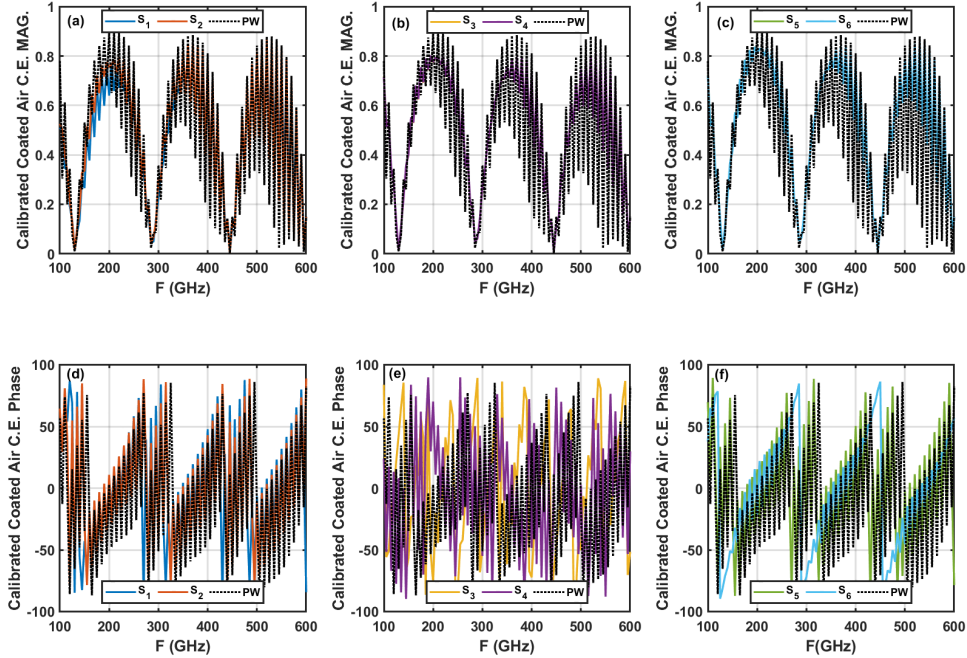 (a) S1 S2 PW
Calibrated Coated Air C.E. MAG.
1
0.8
0.6
0.4
0.2
0
100 200 300 400 500 600
F (GHz)
(b) S3 S4 PW
Calibrated Coated Air C.E. MAG.
1
0.8
0.6
0.4
0.2
0
100 200 300 400 500 600
F (GHz)
(c) S5 S6 PW
Calibrated Coated Air C.E. MAG.
1
0.8
0.6
0.4
0.2
0
100 200 300 400 500 600
F (GHz)
(d)
Calibrated Coated Air C.E. Phase
100
50
0
-50
-100
S1 S2 PW
100 200 300 400 500 600
F (GHz)
(e)
Calibrated Coated Air C.E. Phase
100
50
0
-50
-100
S3 S4 PW
100 200 300 400 500 600
F (GHz)
(f)
Calibrated Coated Air C.E. Phase
100
50
0
-50
-100
S5 S6 PW
100 200 300 400 500 600
F(GHz)